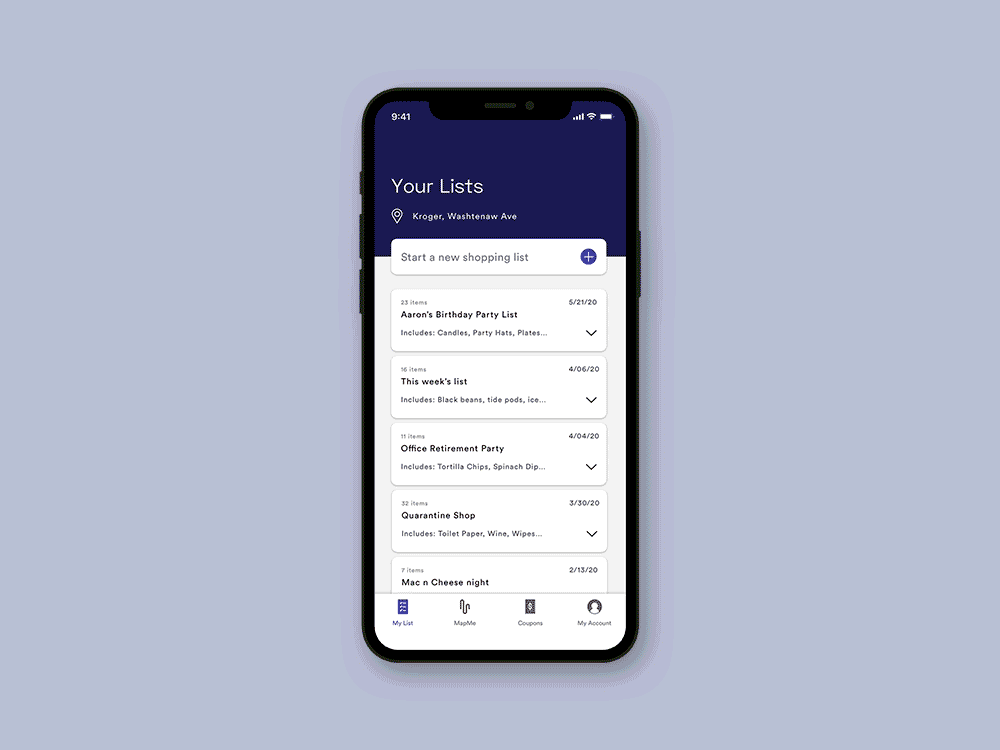 9:41
Your Lists
Kroger, Washtenaw Ave
Start a new shopping list
23 items
5/21/20
Aaron's Birthday Party List
Includes: Candles, Party Hats, Plates...
16 items
4/06/20
This week's list
Includes: Black beans, tide pods, ice...
11 items
4/04/20
Office Retirement Party
Includes: Tortilla Chips, Spinach Dip...
32 items
3/30/20
Quarantine Shop
Includes: Toilet Paper, Wine, Wipes...
7 items
2/13/20
Mac n Cheese night
My List
MapMe
Coupons
My Account